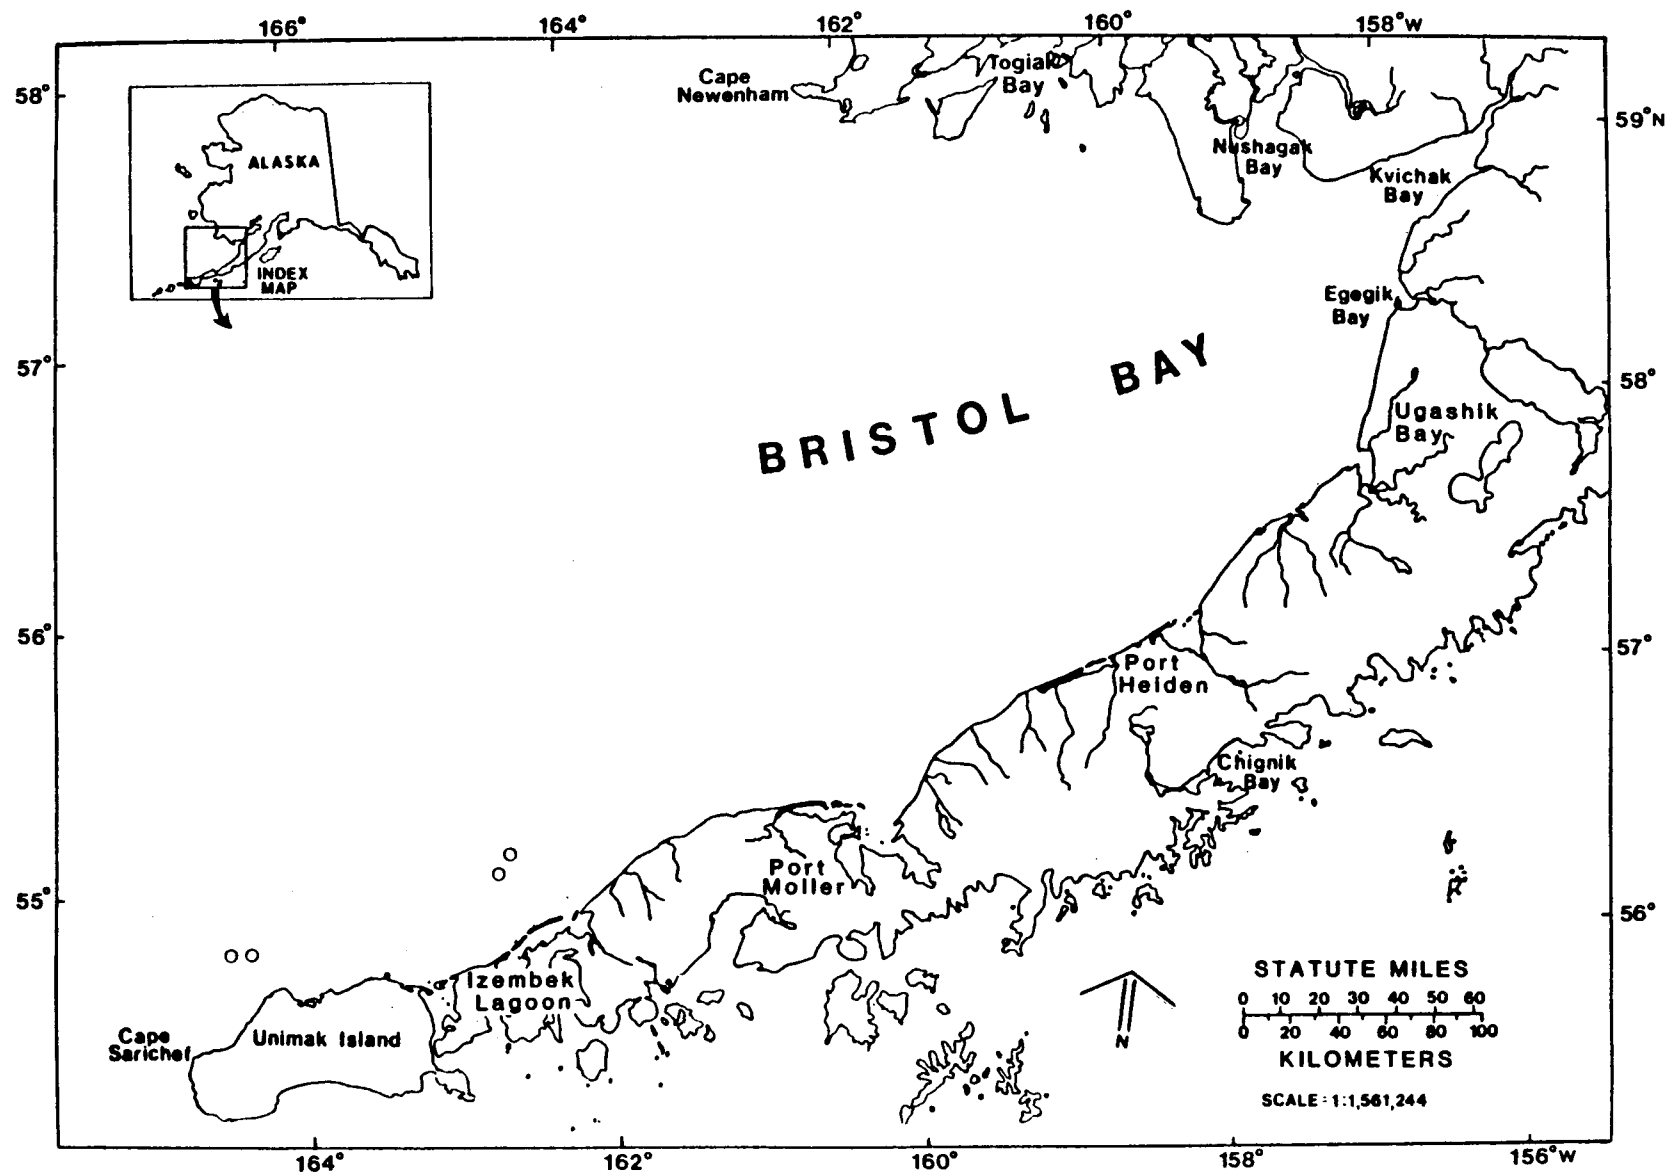 166° 164° 162° 160° 158°W
58°
57°
56°
55°
59°N
58°
57°
56°
164° 162° 160° 158° 156°W
ALASKA
INDEX
MAP
Cape
Newenham
Togiak
Bay
Nushagak
Bay
Kvichak
Bay
Egegik
Bay
BRISTOL BAY
Ugashik
Bay
Port
Heiden
Chignik
Bay
Port
Moller
Izembek
Lagoon
Cape
Sarichef
Unimak Island
N
STATUTE MILES
0 10 20 30 40 50 60
0 20 40 60 80 100
KILOMETERS
SCALE = 1:1,561,244